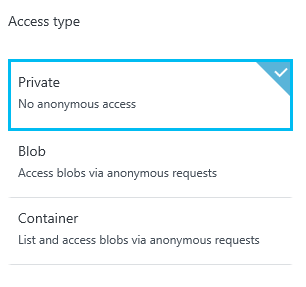 Access type
Private
No anonymous access
Blob
Access blobs via anonymous requests
Container
List and access blobs via anonymous requests